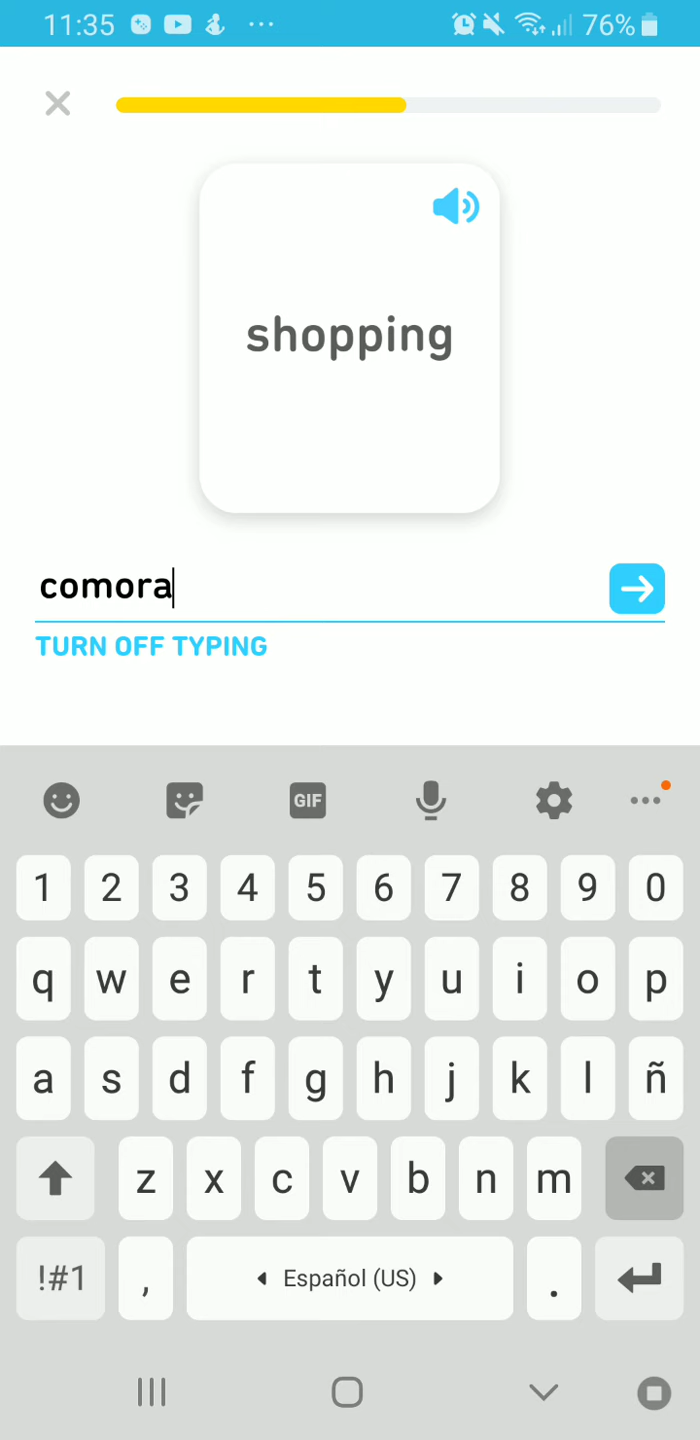 11:35 ... 76%
shopping
comora
TURN OFF TYPING
GIF
1 2 3 4 5 6 7 8 9 0
q w e r t y u i o p
a s d f g h j k l ñ
z x c v b n m
!#1 , Español (US) .